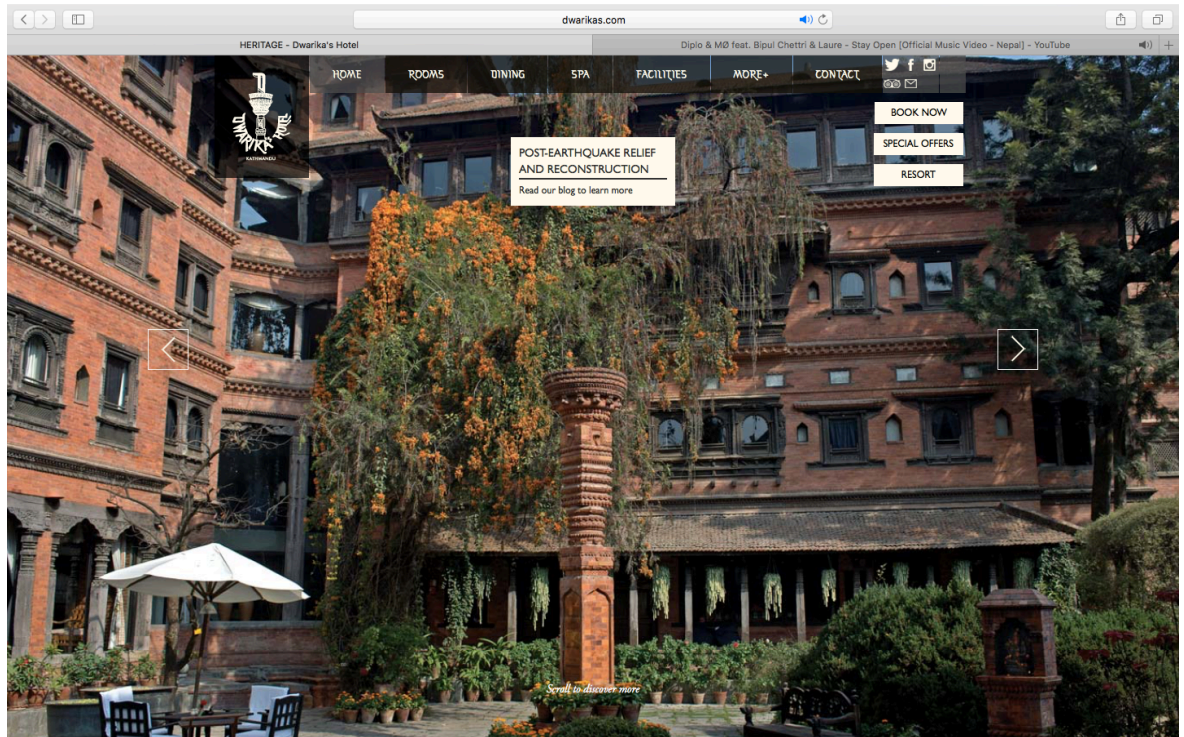 dwarikas.com
HERITAGE - Dwarika's Hotel
Diplo & MØ feat. Bipul Chettri & Laure - Stay Open [Official Music Video - Nepal] - YouTube
HOME
ROOMS
DINING
SPA
FACILITIES
MORE+
CONTACT
DWARIKA'S HOTEL
KATHMANDU
BOOK NOW
SPECIAL OFFERS
RESORT
POST-EARTHQUAKE RELIEF
AND RECONSTRUCTION
Read our blog to learn more
Scroll to discover more